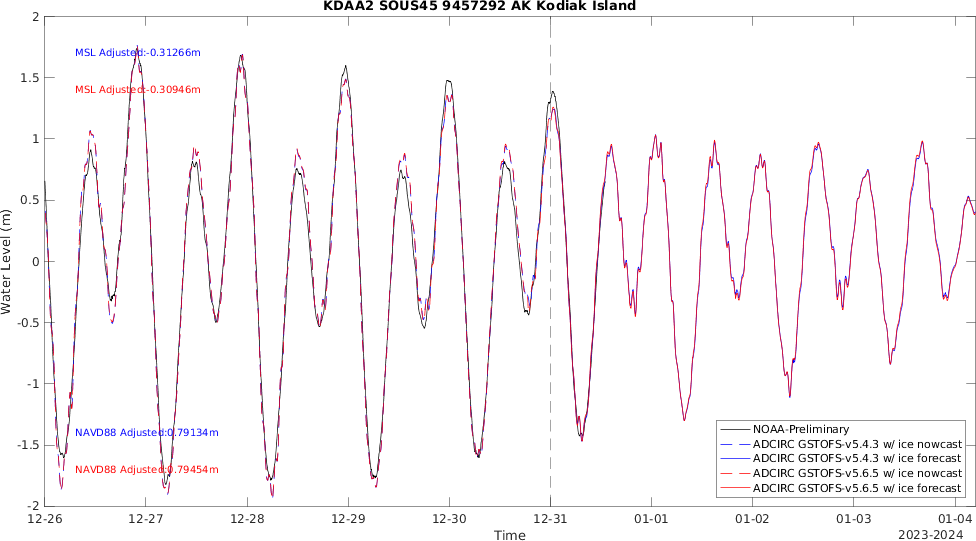 KDAA2 SOUS45 9457292 AK Kodiak Island
2
1.5
1
0.5
0
-0.5
-1
-1.5
-2
Water Level (m)
MSL Adjusted:-0.31266m
MSL Adjusted:-0.30946m
NAVD88 Adjusted:0.79134m
NAVD88 Adjusted:0.79454m
NOAA-Preliminary
ADCIRC GSTOFS-v5.4.3 w/ ice nowcast
ADCIRC GSTOFS-v5.4.3 w/ ice forecast
ADCIRC GSTOFS-v5.6.5 w/ ice nowcast
ADCIRC GSTOFS-v5.6.5 w/ ice forecast
12-26 12-27 12-28 12-29 12-30 12-31 01-01 01-02 01-03 01-04
Time
2023-2024